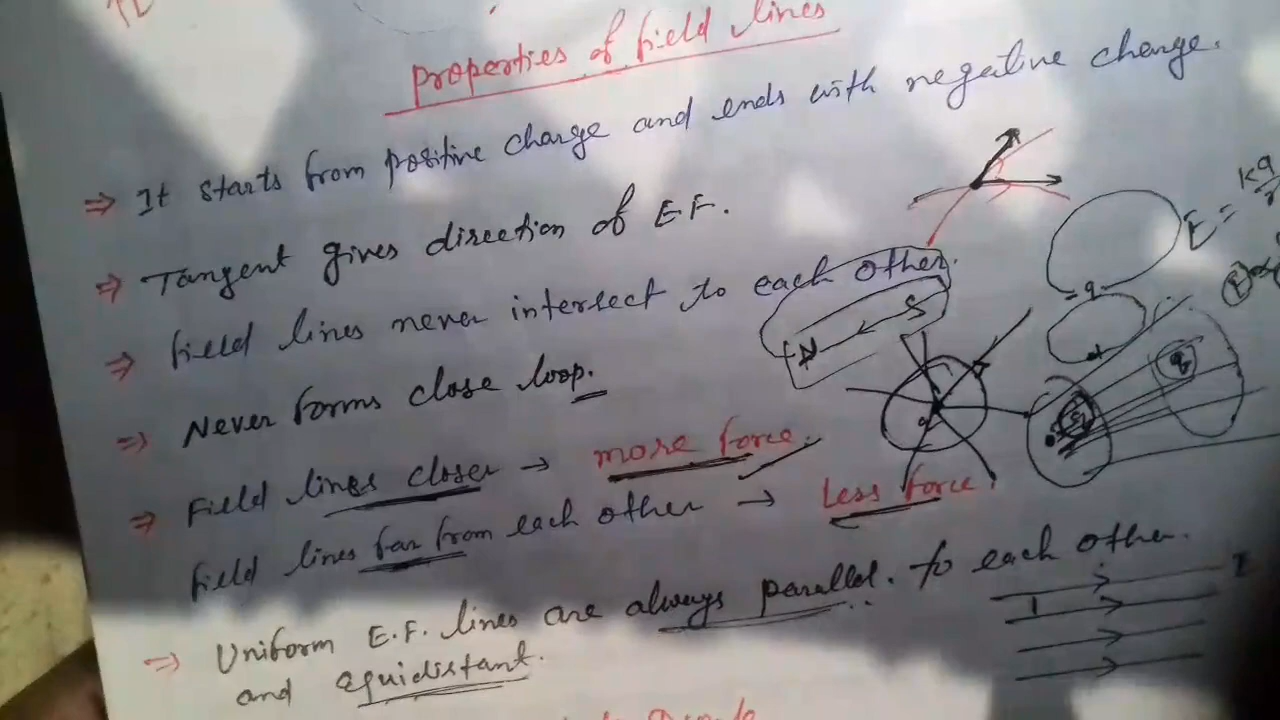 Properties of field lines
⇒ It starts from positive charge and ends with negative charge.
⇒ Tangent gives direction of E.F.
⇒ field lines never intersect to each other.
⇒ Never forms close loop.
⇒ Field lines closer → more force.
field lines far from each other → Less force.
⇒ Uniform E.F. lines are always parallel. to each other.
and equidistant.
E = kq
-q
S
N
q